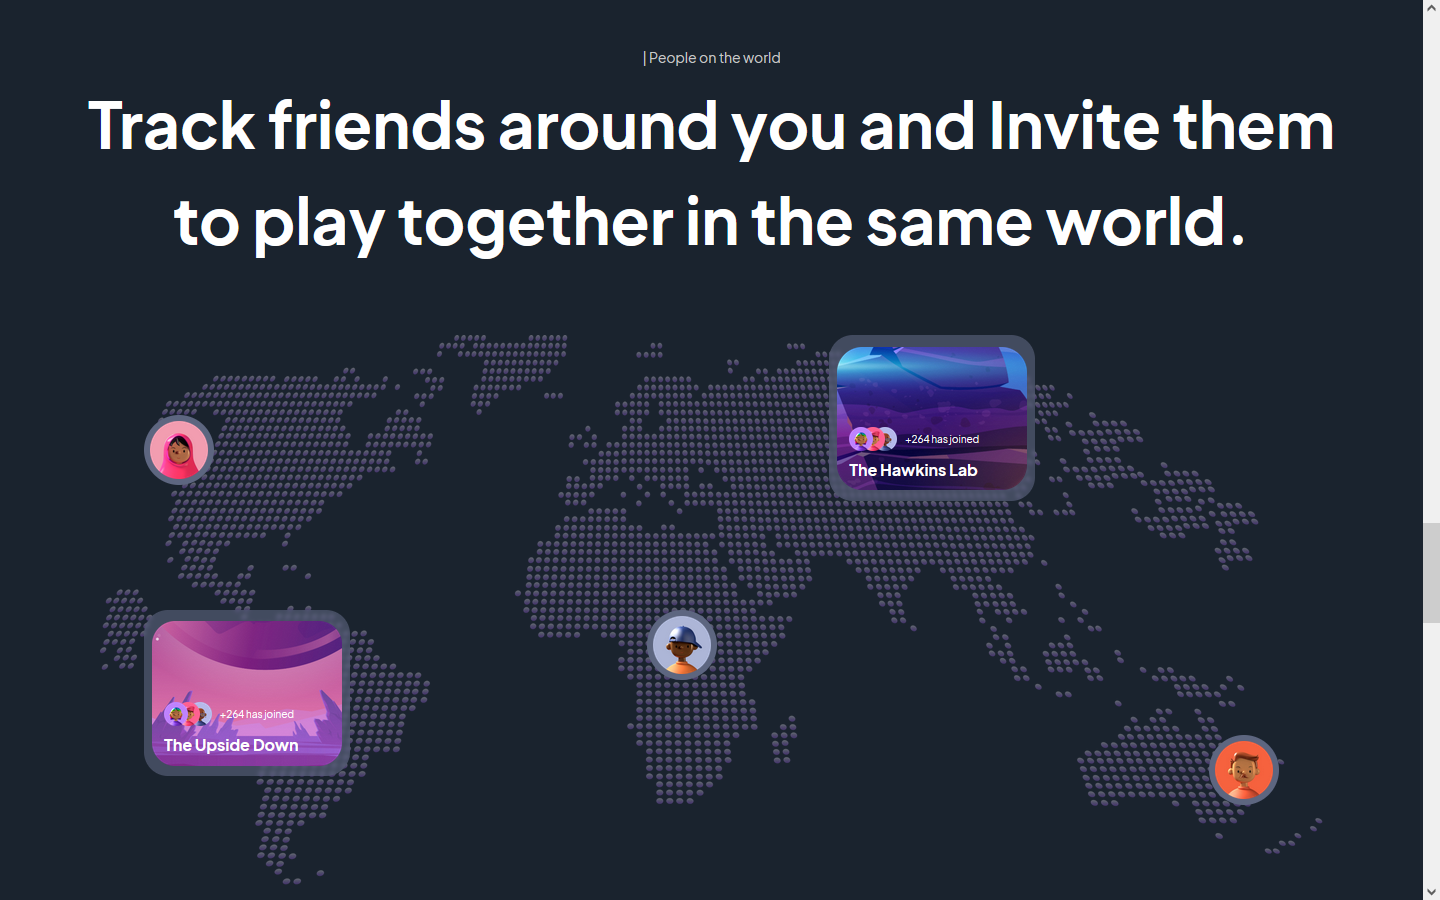 | People on the world
Track friends around you and Invite them
to play together in the same world.
+264 has joined
The Hawkins Lab
+264 has joined
The Upside Down